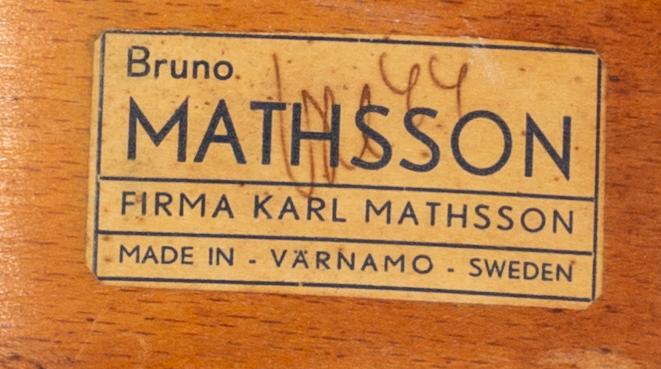 Bruno
MATHSSON
FIRMA KARL MATHSSON
MADE IN - VÄRNAMO - SWEDEN